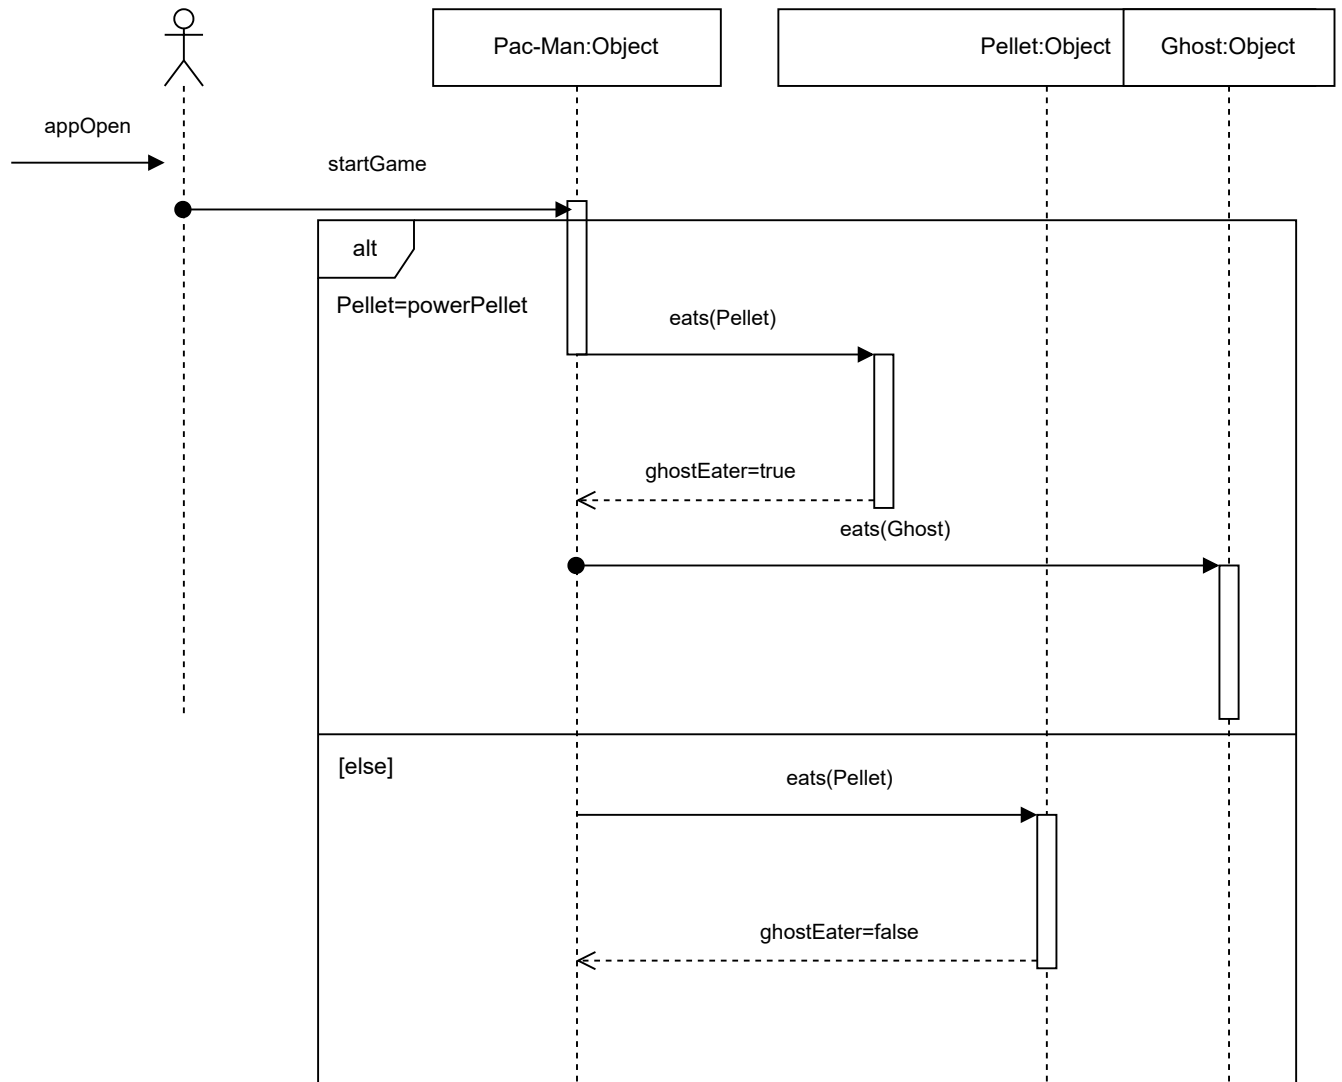 Pac-Man:Object
Pellet:Object
Ghost:Object
appOpen
startGame
alt
Pellet=powerPellet
eats(Pellet)
ghostEater=true
eats(Ghost)
[else]
eats(Pellet)
ghostEater=false